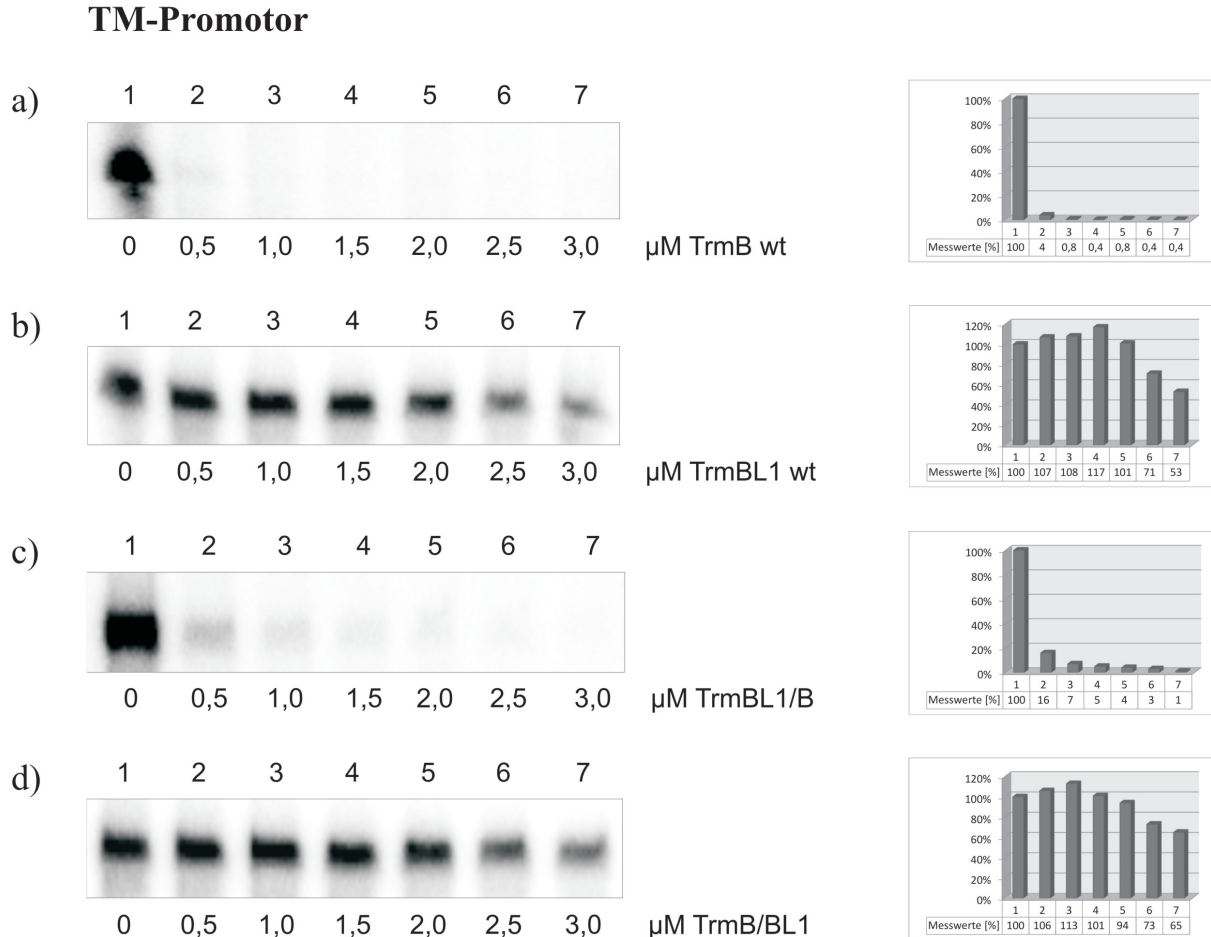 TM-Promotor
a)
1 2 3 4 5 6 7
0 0,5 1,0 1,5 2,0 2,5 3,0 µM TrmB wt
100%
80%
60%
40%
20%
0%
1 2 3 4 5 6 7
Messwerte [%] 100 4 0,8 0,4 0,8 0,4 0,4
b)
1 2 3 4 5 6 7
0 0,5 1,0 1,5 2,0 2,5 3,0 µM TrmBL1 wt
120%
100%
80%
60%
40%
20%
0%
1 2 3 4 5 6 7
Messwerte [%] 100 107 108 117 101 71 53
c)
1 2 3 4 5 6 7
0 0,5 1,0 1,5 2,0 2,5 3,0 µM TrmBL1/B
100%
80%
60%
40%
20%
0%
1 2 3 4 5 6 7
Messwerte [%] 100 16 7 5 4 3 1
d)
1 2 3 4 5 6 7
0 0,5 1,0 1,5 2,0 2,5 3,0 µM TrmB/BL1
120%
100%
80%
60%
40%
20%
0%
1 2 3 4 5 6 7
Messwerte [%] 100 106 113 101 94 73 65